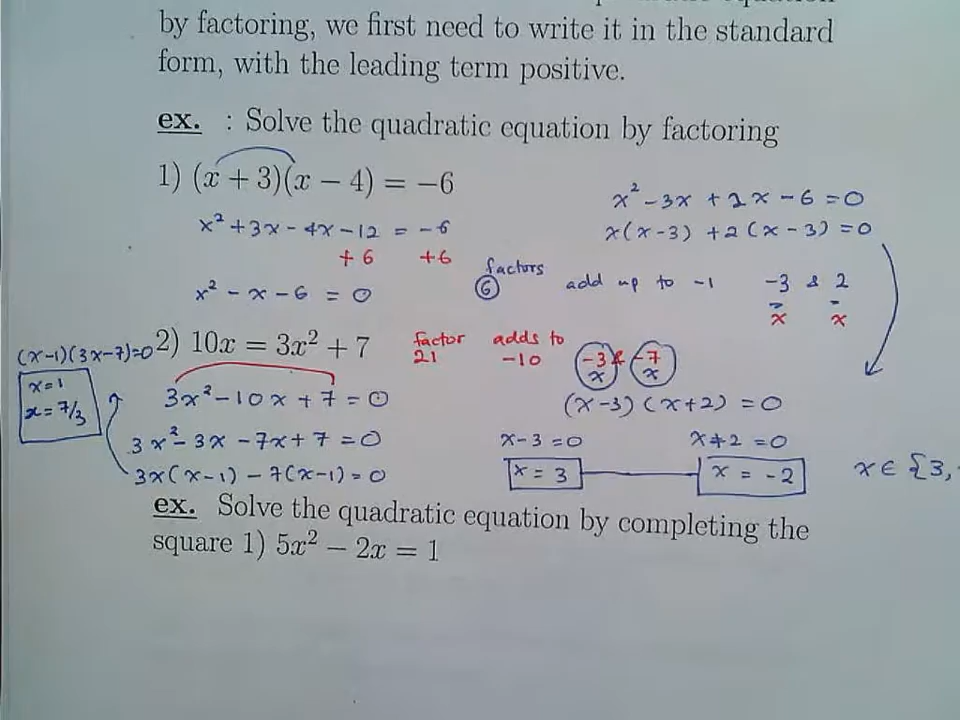 by factoring, we first need to write it in the standard
form, with the leading term positive.
ex. : Solve the quadratic equation by factoring
1) (x + 3)(x − 4) = −6
x² + 3x − 4x − 12 = −6
+6 +6
x² − x − 6 = 0
factors
6 add up to −1 −3 & 2
x x
x² − 3x + 2x − 6 = 0
x(x−3) + 2(x−3) = 0
(x−3)(x+2) = 0
x−3 = 0 x+2 = 0
x = 3 x = −2 x ∈ {3,
2) 10x = 3x² + 7
factor adds to
21 −10 −3 & −7
x x
3x² − 10x + 7 = 0
3x² − 3x − 7x + 7 = 0
3x(x−1) − 7(x−1) = 0
(x−1)(3x−7)=0
x=1
x = 7/3
ex. Solve the quadratic equation by completing the
square 1) 5x² − 2x = 1